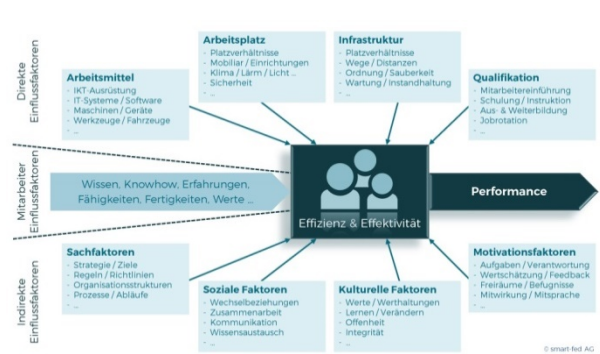 Direkte
Einflussfaktoren
Arbeitsmittel
- IKT-Ausrüstung
- IT-Systeme / Software
- Maschinen / Geräte
- Werkzeuge / Fahrzeuge
- ...
Arbeitsplatz
- Platzverhältnisse
- Mobiliar / Einrichtungen
- Klima / Lärm / Licht ...
- Sicherheit
- ...
Infrastruktur
- Platzverhältnisse
- Wege / Distanzen
- Ordnung / Sauberkeit
- Wartung / Instandhaltung
- ...
Qualifikation
- Mitarbeitereinführung
- Schulung / Instruktion
- Aus- & Weiterbildung
- Jobrotation
- ...
Mitarbeiter
Einflussfaktoren
Wissen, Knowhow, Erfahrungen,
Fähigkeiten, Fertigkeiten, Werte ...
Effizienz & Effektivität
Performance
Indirekte
Einflussfaktoren
Sachfaktoren
- Strategie / Ziele
- Regeln / Richtlinien
- Organisationsstrukturen
- Prozesse / Abläufe
- ...
Soziale Faktoren
- Wechselbeziehungen
- Zusammenarbeit
- Kommunikation
- Wissensaustausch
- ...
Kulturelle Faktoren
- Werte / Werthaltungen
- Lernen / Verändern
- Offenheit
- Integrität
- ...
Motivationsfaktoren
- Aufgaben / Verantwortung
- Wertschätzung / Feedback
- Freiräume / Befugnisse
- Mitwirkung / Mitsprache
- ...
© smart-fed AG